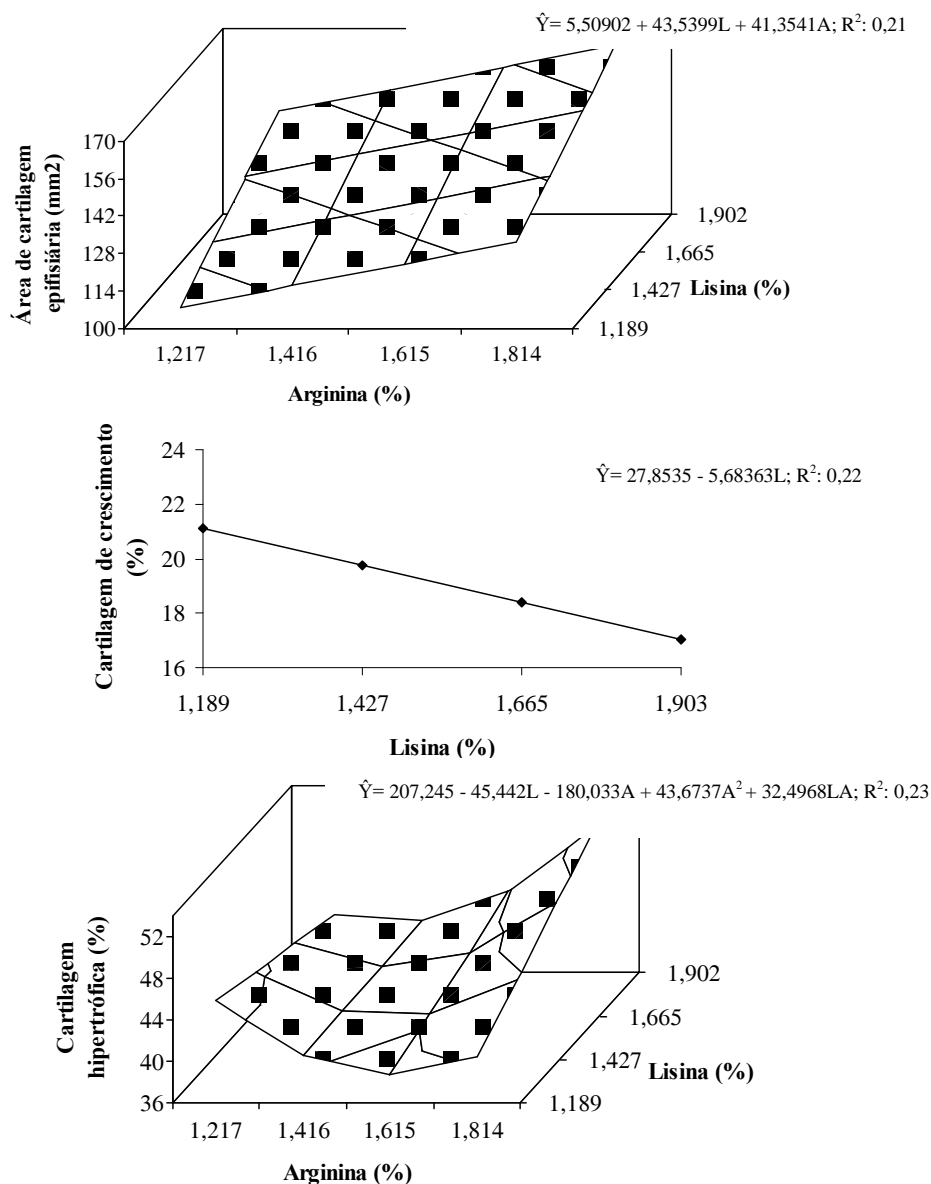 Ŷ= 5,50902 + 43,5399L + 41,3541A; R²: 0,21
Área de cartilagem
epifisiária (mm2)
170
156
142
128
114
100
1,902
1,665
1,427
1,189
Lisina (%)
1,217 1,416 1,615 1,814
Arginina (%)
Ŷ= 27,8535 - 5,68363L; R²: 0,22
Cartilagem de crescimento
(%)
24
22
20
18
16
1,189 1,427 1,665 1,903
Lisina (%)
Ŷ= 207,245 - 45,442L - 180,033A + 43,6737A² + 32,4968LA; R²: 0,23
Cartilagem
hipertrófica (%)
52
48
44
40
36
1,902
1,665
1,427
1,189
Lisina (%)
1,217 1,416 1,615 1,814
Arginina (%)